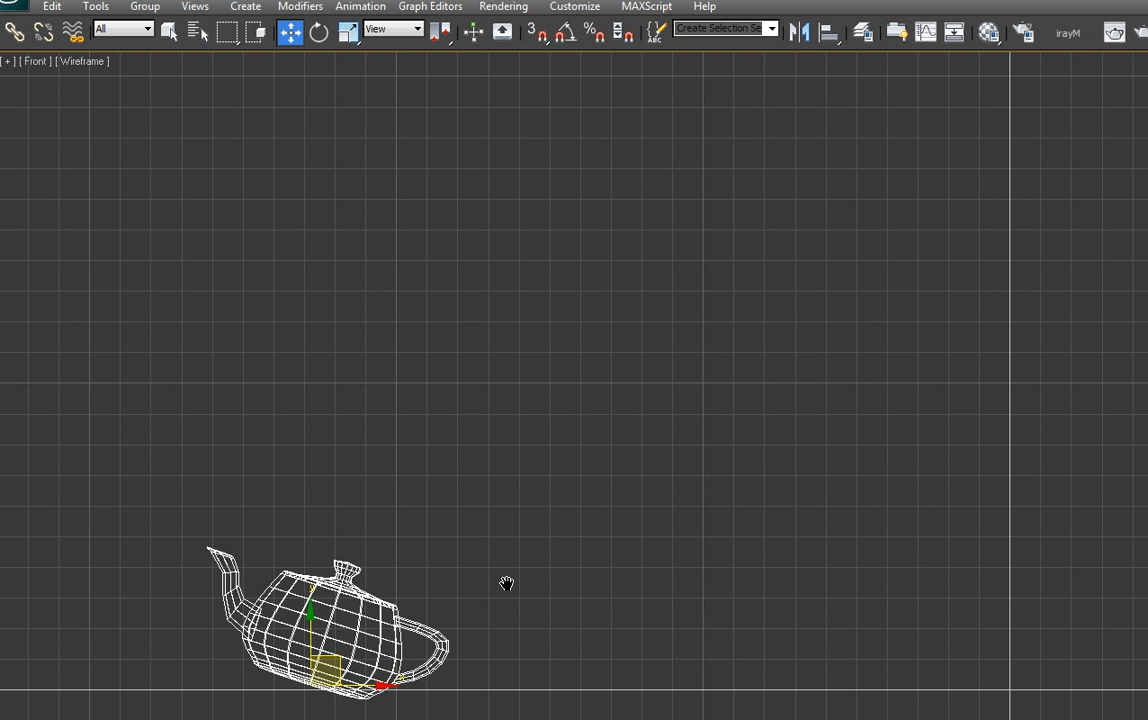 Edit Tools Group Views Create Modifiers Animation Graph Editors Rendering Customize MAXScript Help
All View 3 % Create Selection Se irayM
[ + ] [ Front ] [ Wireframe ]